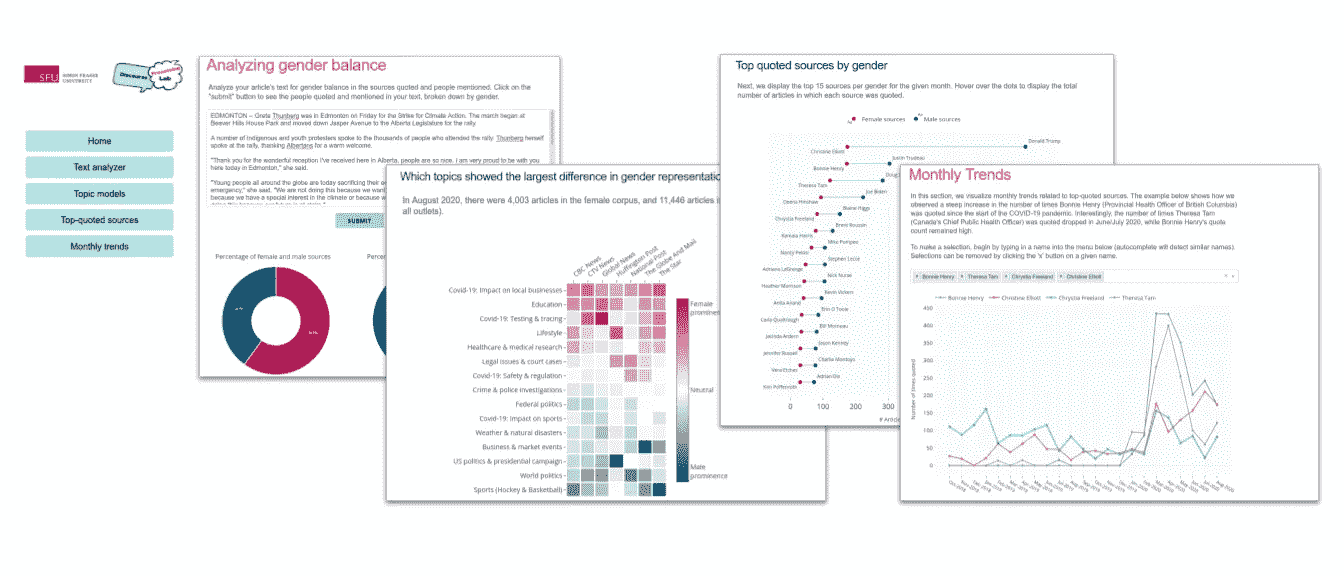 SFU SIMON FRASER
UNIVERSITY
Discourse
Processing
Lab
Home
Text analyzer
Topic models
Top-quoted sources
Monthly trends
Analyzing gender balance
Analyze your article's text for gender balance in the sources quoted and people mentioned. Click on the
"submit" button to see the people quoted and mentioned in your text, broken down by gender.
EDMONTON – Greta Thunberg was in Edmonton on Friday for the Strike for Climate Action. The march began at
Beaver Hills House Park and moved down Jasper Avenue to the Alberta Legislature for the rally.
A number of Indigenous and youth protesters spoke to the thousands of people who attended the rally. Thunberg herself
spoke at the rally, thanking Albertans for a warm welcome.
"Thank you for the wonderful reception I've received here in Alberta, people are so nice. I am very proud to be with you
here today in Edmonton," she said.
"Young people all around the globe are today sacrificing their
emergency," she said. "We are not doing this because we want
because we have a special interest in the climate or because w
SUBMIT
Percentage of female and male sources
Perce
Which topics showed the largest difference in gender representatio
In August 2020, there were 4,003 articles in the female corpus, and 11,446 articles i
all outlets).
CBC News
CTV News
Global News
Huffington Post
National Post
The Globe And Mail
The Star
Covid-19: Impact on local businesses
Education
Covid-19: Testing & tracing
Lifestyle
Healthcare & medical research
Legal issues & court cases
Covid-19: Safety & regulation
Crime & police investigations
Federal politics
Covid-19: Impact on sports
Weather & natural disasters
Business & market events
US politics & presidential campaign
World politics
Sports (Hockey & Basketball)
Female
prominence
Neutral
Male
prominence
Top quoted sources by gender
Next, we display the top 15 sources per gender for the given month. Hover over the dots to display the total
number of articles in which each source was quoted.
Female sources
Male sources
Donald Trump
Christine Elliott
Justin Trudeau
Bonnie Henry
Doug
Theresa Tam
Joe Biden
Deena Hinshaw
Blaine Higgs
Chrystia Freeland
Brent Roussin
Kamala Harris
Mike Pompeo
Nancy Pelosi
Stephen Lecce
Adriana LaGrange
Nick Nurse
Heather Morrison
Kevin Vickers
Anita Anand
Erin O'Toole
Carla Qualtrough
Bill Morneau
Jacinda Ardern
Jason Kenney
Jennifer Russell
Charlie Montoyo
Vera Etches
Adrian Dix
Kori Polfferroth
0 100 200 300
# Article
Monthly Trends
In this section, we visualize monthly trends related to top-quoted sources. The example below shows how we
observed a steep increase in the number of times Bonnie Henry (Provincial Health Officer of British Columbia)
was quoted since the start of the COVID-19 pandemic. Interestingly, the number of times Theresa Tam
(Canada's Chief Public Health Officer) was quoted dropped in June/July 2020, while Bonnie Henry's quote
count remained high.
To make a selection, begin by typing in a name into the menu below (autocomplete will detect similar names).
Selections can be removed by clicking the 'x' button on a given name.
× Bonnie Henry × Theresa Tam × Chrystia Freeland × Christine Elliott
Bonnie Henry Christine Elliott Chrystia Freeland Theresa Tam
Number of times quoted
450
400
350
300
250
200
150
100
50
0